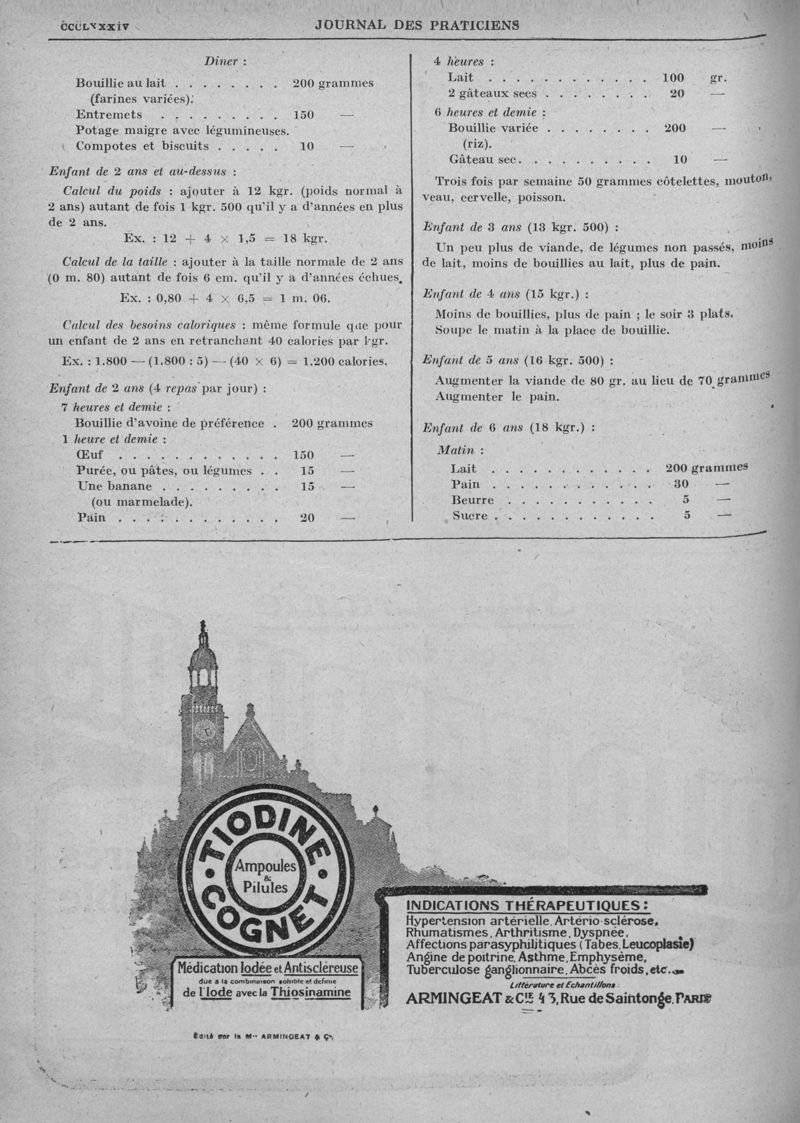 CCCLXXXIV
JOURNAL DES PRATICIENS
Diner :
Bouillie au lait . . . . . . . . 200 grammes
(farines variées).
Entremets . . . . . . . . . 150 —
Potage maigre avec légumineuses.
Compotes et biscuits . . . . . 10 —
Enfant de 2 ans et au-dessus :
Calcul du poids : ajouter à 12 kgr. (poids normal à
2 ans) autant de fois 1 kgr. 500 qu'il y a d'années en plus
de 2 ans.
Ex. : 12 + 4 × 1,5 = 18 kgr.
Calcul de la taille : ajouter à la taille normale de 2 ans
(0 m. 80) autant de fois 6 cm. qu'il y a d'années échues.
Ex. : 0,80 + 4 × 6,5 = 1 m. 06.
Calcul des besoins caloriques : même formule que pour
un enfant de 2 ans en retranchant 40 calories par kgr.
Ex. : 1.800 — (1.800 : 5) — (40 × 6) = 1.200 calories.
Enfant de 2 ans (4 repas par jour) :
7 heures et demie :
Bouillie d'avoine de préférence . 200 grammes
1 heure et demie :
Œuf . . . . . . . . . . . . 150 —
Purée, ou pâtes, ou légumes . . 15 —
Une banane . . . . . . . . . 15 —
(ou marmelade).
Pain . . . . . . . . . . . . 20 —
4 heures :
Lait . . . . . . . . . . . . 100 gr.
2 gâteaux secs . . . . . . . . 20 —
6 heures et demie :
Bouillie variée . . . . . . . . 200 —
(riz).
Gâteau sec . . . . . . . . . . 10 —
Trois fois par semaine 50 grammes côtelettes, mouton,
veau, cervelle, poisson.
Enfant de 3 ans (13 kgr. 500) :
Un peu plus de viande, de légumes non passés, moins
de lait, moins de bouillies au lait, plus de pain.
Enfant de 4 ans (15 kgr.) :
Moins de bouillies, plus de pain ; le soir 3 plats.
Soupe le matin à la place de bouillie.
Enfant de 5 ans (16 kgr. 500) :
Augmenter la viande de 80 gr. au lieu de 70 grammes
Augmenter le pain.
Enfant de 6 ans (18 kgr.) :
Matin :
Lait . . . . . . . . . . . . 200 grammes
Pain . . . . . . . . . . . . 30 —
Beurre . . . . . . . . . . . 5 —
Sucre . . . . . . . . . . . . 5 —
TIODINE
Ampoules
&
Pilules
COGNET
Médication Iodée et Antiscléreuse
due à la combinaison soluble et définie
de l'Iode avec la Thiosinamine
INDICATIONS THÉRAPEUTIQUES :
Hypertension artérielle. Artério-sclérose.
Rhumatismes. Arthritisme. Dyspnée.
Affections parasyphilitiques (Tabes, Leucoplasie)
Angine de poitrine, Asthme, Emphysème,
Tuberculose ganglionnaire. Abcès froids, etc...
Littérature et Échantillons :
ARMINGEAT & Cie 43, Rue de Saintonge, PARIS
Édité par la Mon ARMINGEAT & Cie